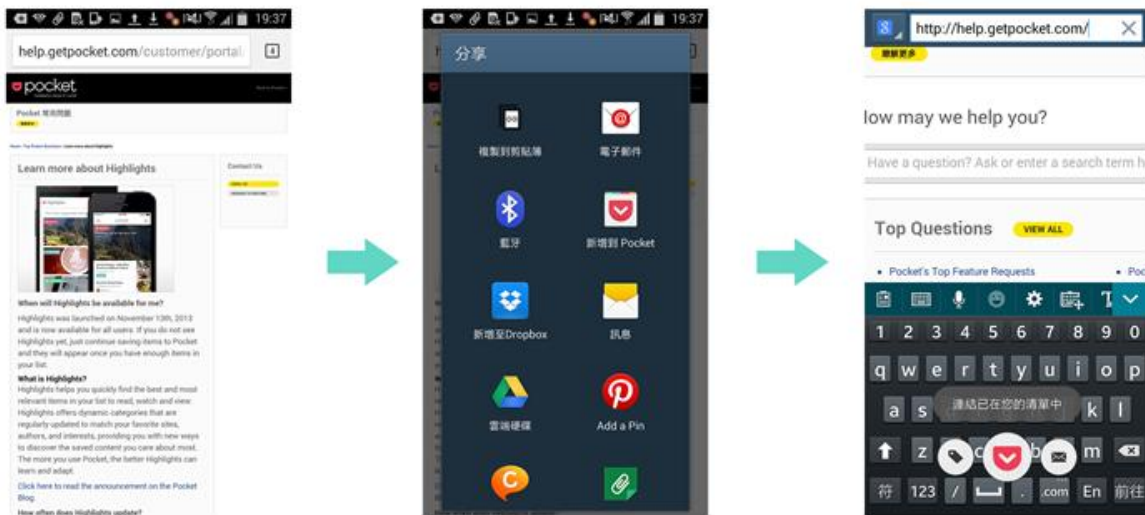 19:37
help.getpocket.com/customer/portal
4
pocket
Pocket 常見問題
Learn more about Highlights
Contact Us
When will Highlights be available for me?
Highlights was launched on November 13th, 2013
and is now available for all users. If you do not see
Highlights yet, just continue saving items to Pocket
and they will appear once you have enough items in
your list.
What is Highlights?
Highlights helps you quickly find the best and most
relevant items in your list to read, watch and view.
Highlights offers dynamic categories that are
regularly updated to match your favorite sites,
authors, and interests, providing you with new ways
to discover the saved content you care about most.
The more you use Pocket, the better Highlights can
learn and adapt.
Click here to read the announcement on the Pocket
Blog.
How often does Highlights update?
19:37
分享
複製到剪貼簿
電子郵件
藍牙
新增到 Pocket
新增至Dropbox
訊息
雲端硬碟
Add a Pin
http://help.getpocket.com/
瞭解更多
low may we help you?
Have a question? Ask or enter a search term h
Top Questions
VIEW ALL
Pocket's Top Feature Requests
Poc
1 2 3 4 5 6 7 8 9 0
q w e r t y u i o p
a s k l
連結已在您的清單中
z b m
符 123 / . .com En 前往